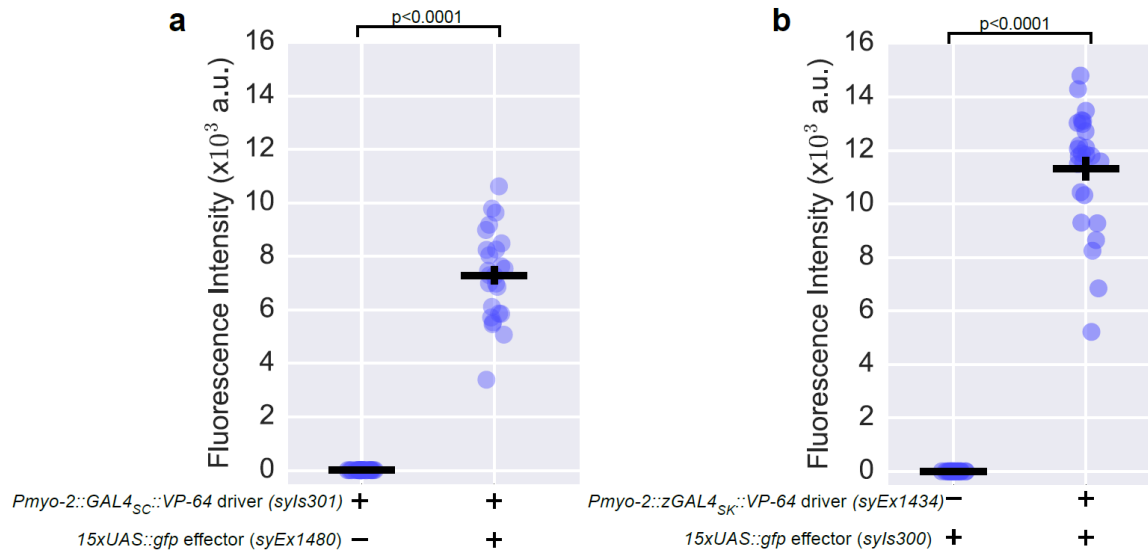 a
p<0.0001
16
14
12
10
8
6
4
2
0
Fluorescence Intensity (x10³ a.u.)
Pmyo-2::GAL4SC::VP-64 driver (syIs301) + +
15xUAS::gfp effector (syEx1480) − +
b
p<0.0001
16
14
12
10
8
6
4
2
0
Fluorescence Intensity (x10³ a.u.)
Pmyo-2::zGAL4SK::VP-64 driver (syEx1434) − +
15xUAS::gfp effector (syIs300) + +